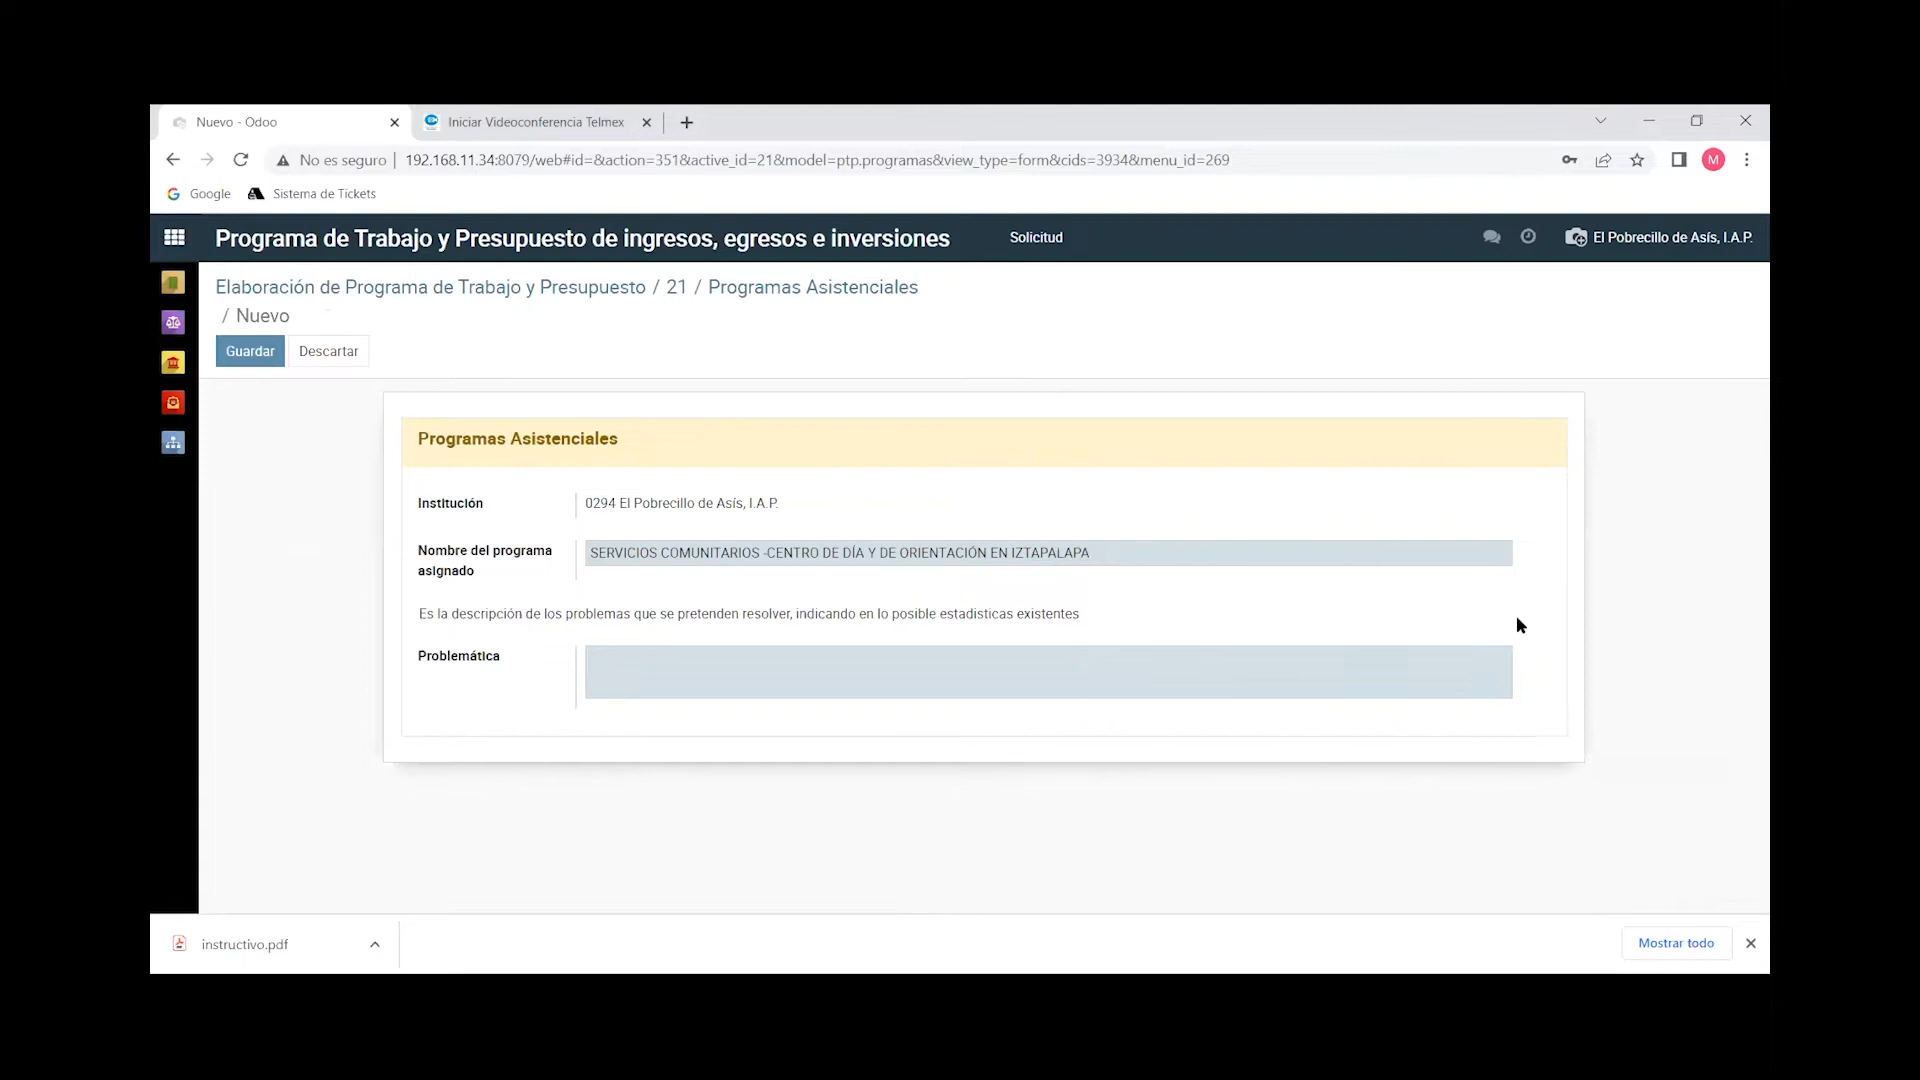 Nuevo - Odoo
Iniciar Videoconferencia Telmex
No es seguro
192.168.11.34:8079/web#id=&action=351&active_id=21&model=ptp.programas&view_type=form&cids=3934&menu_id=269
M
Google
Sistema de Tickets
Programa de Trabajo y Presupuesto de ingresos, egresos e inversiones
Solicitud
El Pobrecillo de Asís, I.A.P.
Elaboración de Programa de Trabajo y Presupuesto / 21 / Programas Asistenciales
/ Nuevo
Guardar
Descartar
Programas Asistenciales
Institución
0294 El Pobrecillo de Asís, I.A.P.
Nombre del programa
asignado
SERVICIOS COMUNITARIOS -CENTRO DE DÍA Y DE ORIENTACIÓN EN IZTAPALAPA
Es la descripción de los problemas que se pretenden resolver, indicando en lo posible estadisticas existentes
Problemática
instructivo.pdf
Mostrar todo